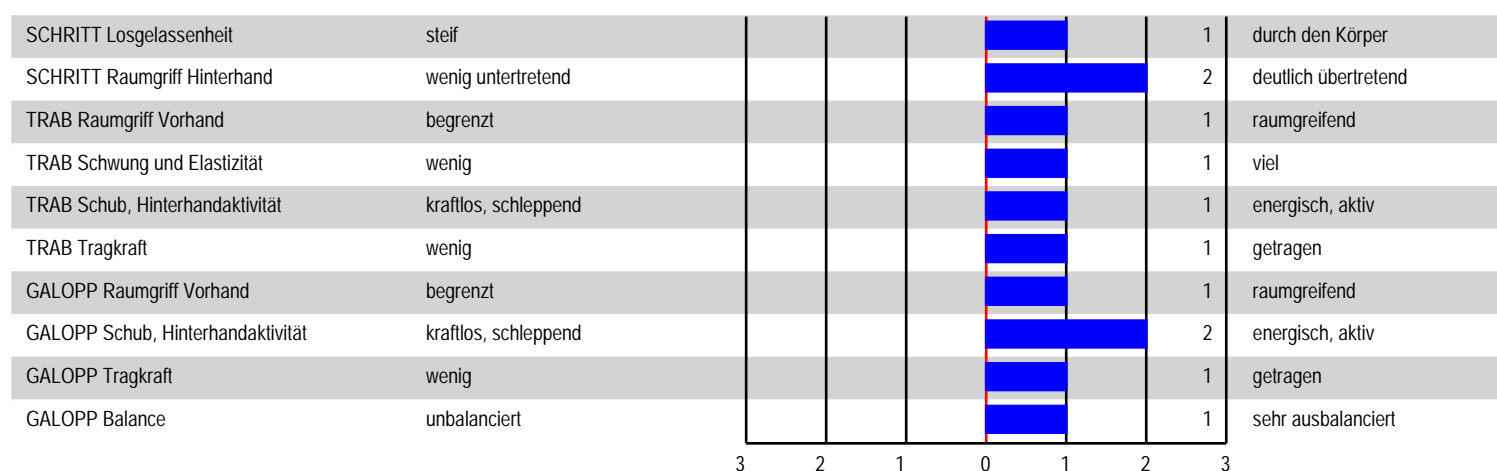 SCHRITT Losgelassenheit steif 1 durch den Körper
SCHRITT Raumgriff Hinterhand wenig untertretend 2 deutlich übertretend
TRAB Raumgriff Vorhand begrenzt 1 raumgreifend
TRAB Schwung und Elastizität wenig 1 viel
TRAB Schub, Hinterhandaktivität kraftlos, schleppend 1 energisch, aktiv
TRAB Tragkraft wenig 1 getragen
GALOPP Raumgriff Vorhand begrenzt 1 raumgreifend
GALOPP Schub, Hinterhandaktivität kraftlos, schleppend 2 energisch, aktiv
GALOPP Tragkraft wenig 1 getragen
GALOPP Balance unbalanciert 1 sehr ausbalanciert
3 2 1 0 1 2 3